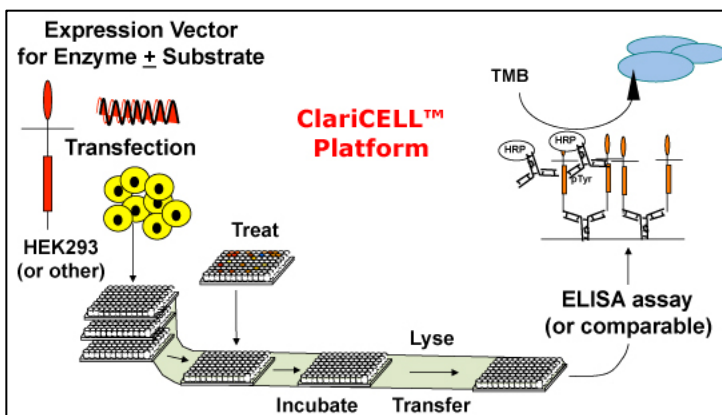 Expression Vector
for Enzyme ± Substrate
TMB
ClariCELL™
Platform
HRP
HRP
pTyr
Transfection
HEK293
(or other)
Treat
ELISA assay
(or comparable)
Lyse
Incubate
Transfer